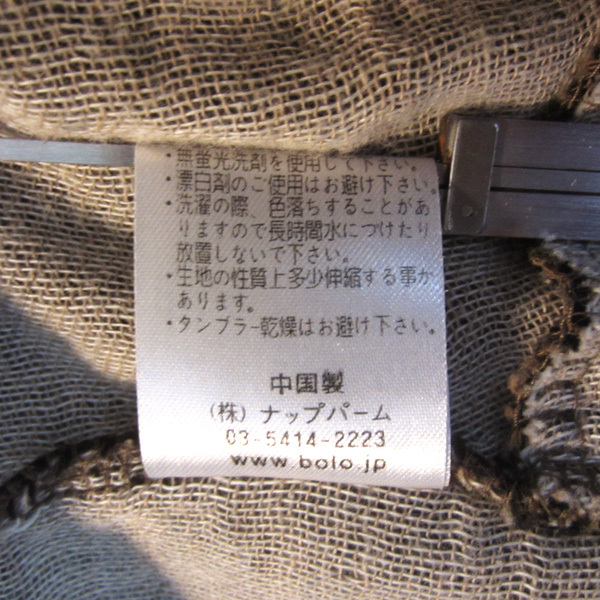 ・無蛍光洗剤を使用して下さい。
・漂白剤のご使用はお避け下さい。
・洗濯の際、色落ちすることがあ
りますので長時間水につけたり
放置しないで下さい。
・生地の性質上多少伸縮する事が
あります。
・タンブラー乾燥はお避け下さい。
中国製
(株)ナップパーム
03-5414-2223
www.bolo.jp